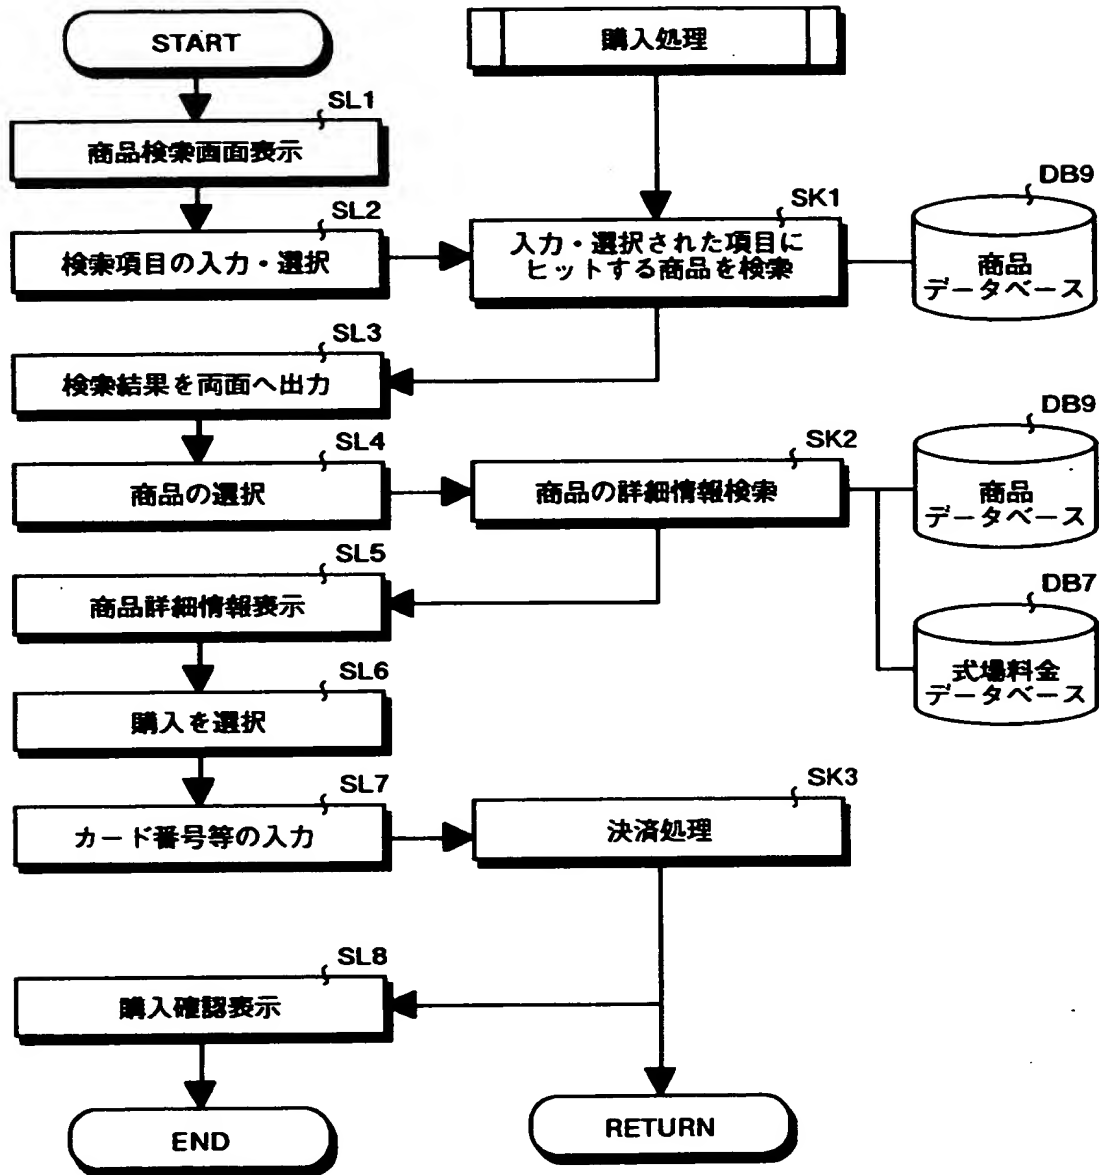 START
購入処理
SL1
商品検索画面表示
SL2
検索項目の入力・選択
SK1
入力・選択された項目に
ヒットする商品を検索
DB9
商品
データベース
SL3
検索結果を両面へ出力
SL4
商品の選択
SK2
商品の詳細情報検索
DB9
商品
データベース
SL5
商品詳細情報表示
DB7
式場料金
データベース
SL6
購入を選択
SL7
カード番号等の入力
SK3
決済処理
SL8
購入確認表示
END
RETURN